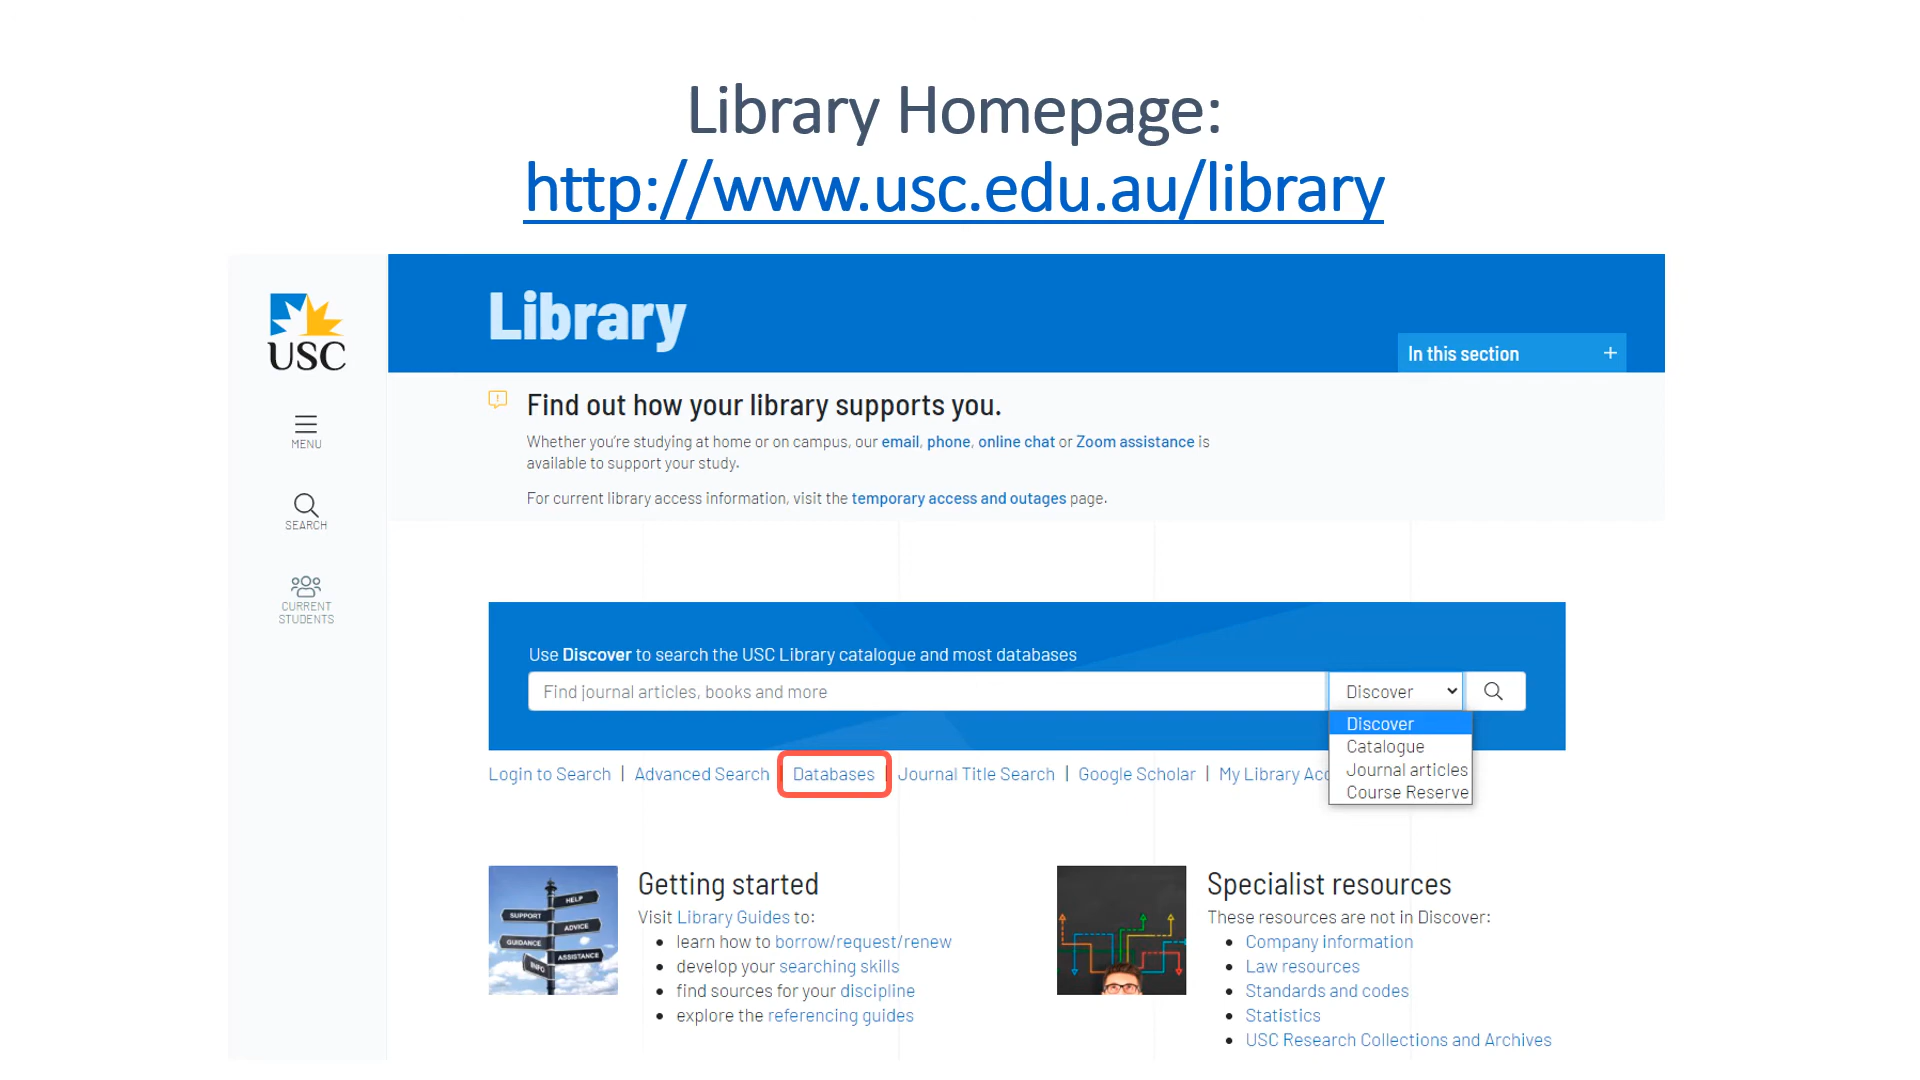 Library Homepage:
http://www.usc.edu.au/library
USC
MENU
SEARCH
CURRENT
STUDENTS
Library
In this section +
Find out how your library supports you.
Whether you're studying at home or on campus, our email, phone, online chat or Zoom assistance is
available to support your study.
For current library access information, visit the temporary access and outages page.
Use Discover to search the USC Library catalogue and most databases
Find journal articles, books and more
Discover
Discover
Catalogue
Journal articles
Course Reserve
Login to Search | Advanced Search | Databases | Journal Title Search | Google Scholar | My Library
HELP
SUPPORT
ADVICE
GUIDANCE
ASSISTANCE
INFO
Getting started
Visit Library Guides to:
• learn how to borrow/request/renew
• develop your searching skills
• find sources for your discipline
• explore the referencing guides
Specialist resources
These resources are not in Discover:
• Company information
• Law resources
• Standards and codes
• Statistics
• USC Research Collections and Archives